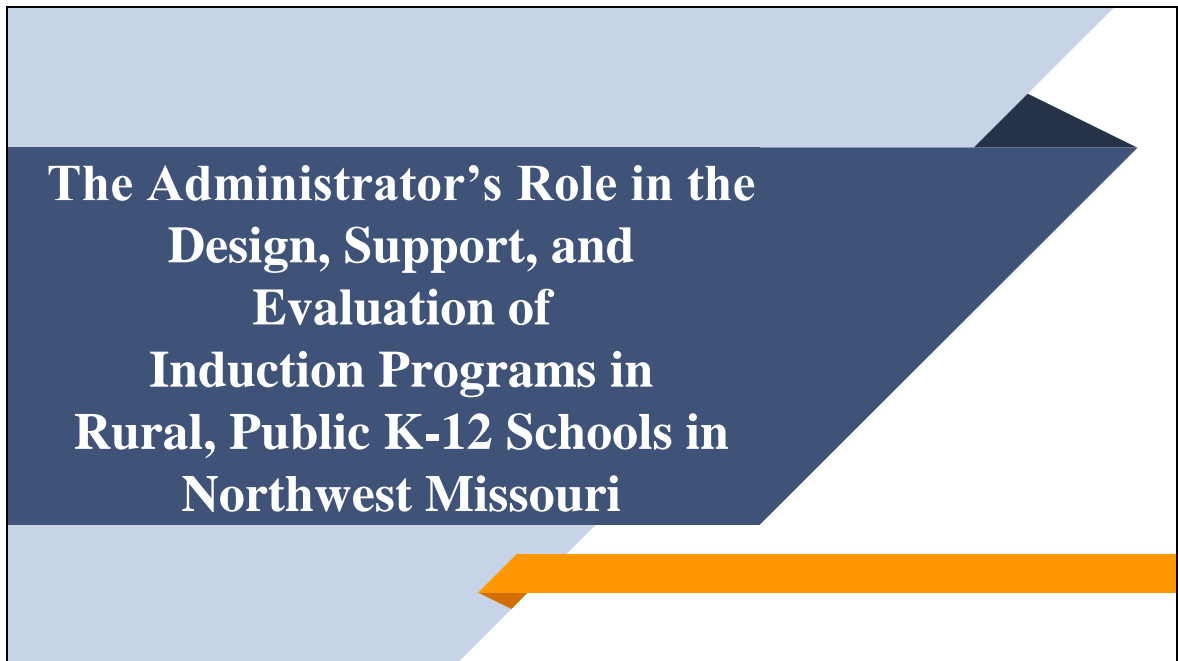 The Administrator’s Role in the
Design, Support, and
Evaluation of
Induction Programs in
Rural, Public K-12 Schools in
Northwest Missouri